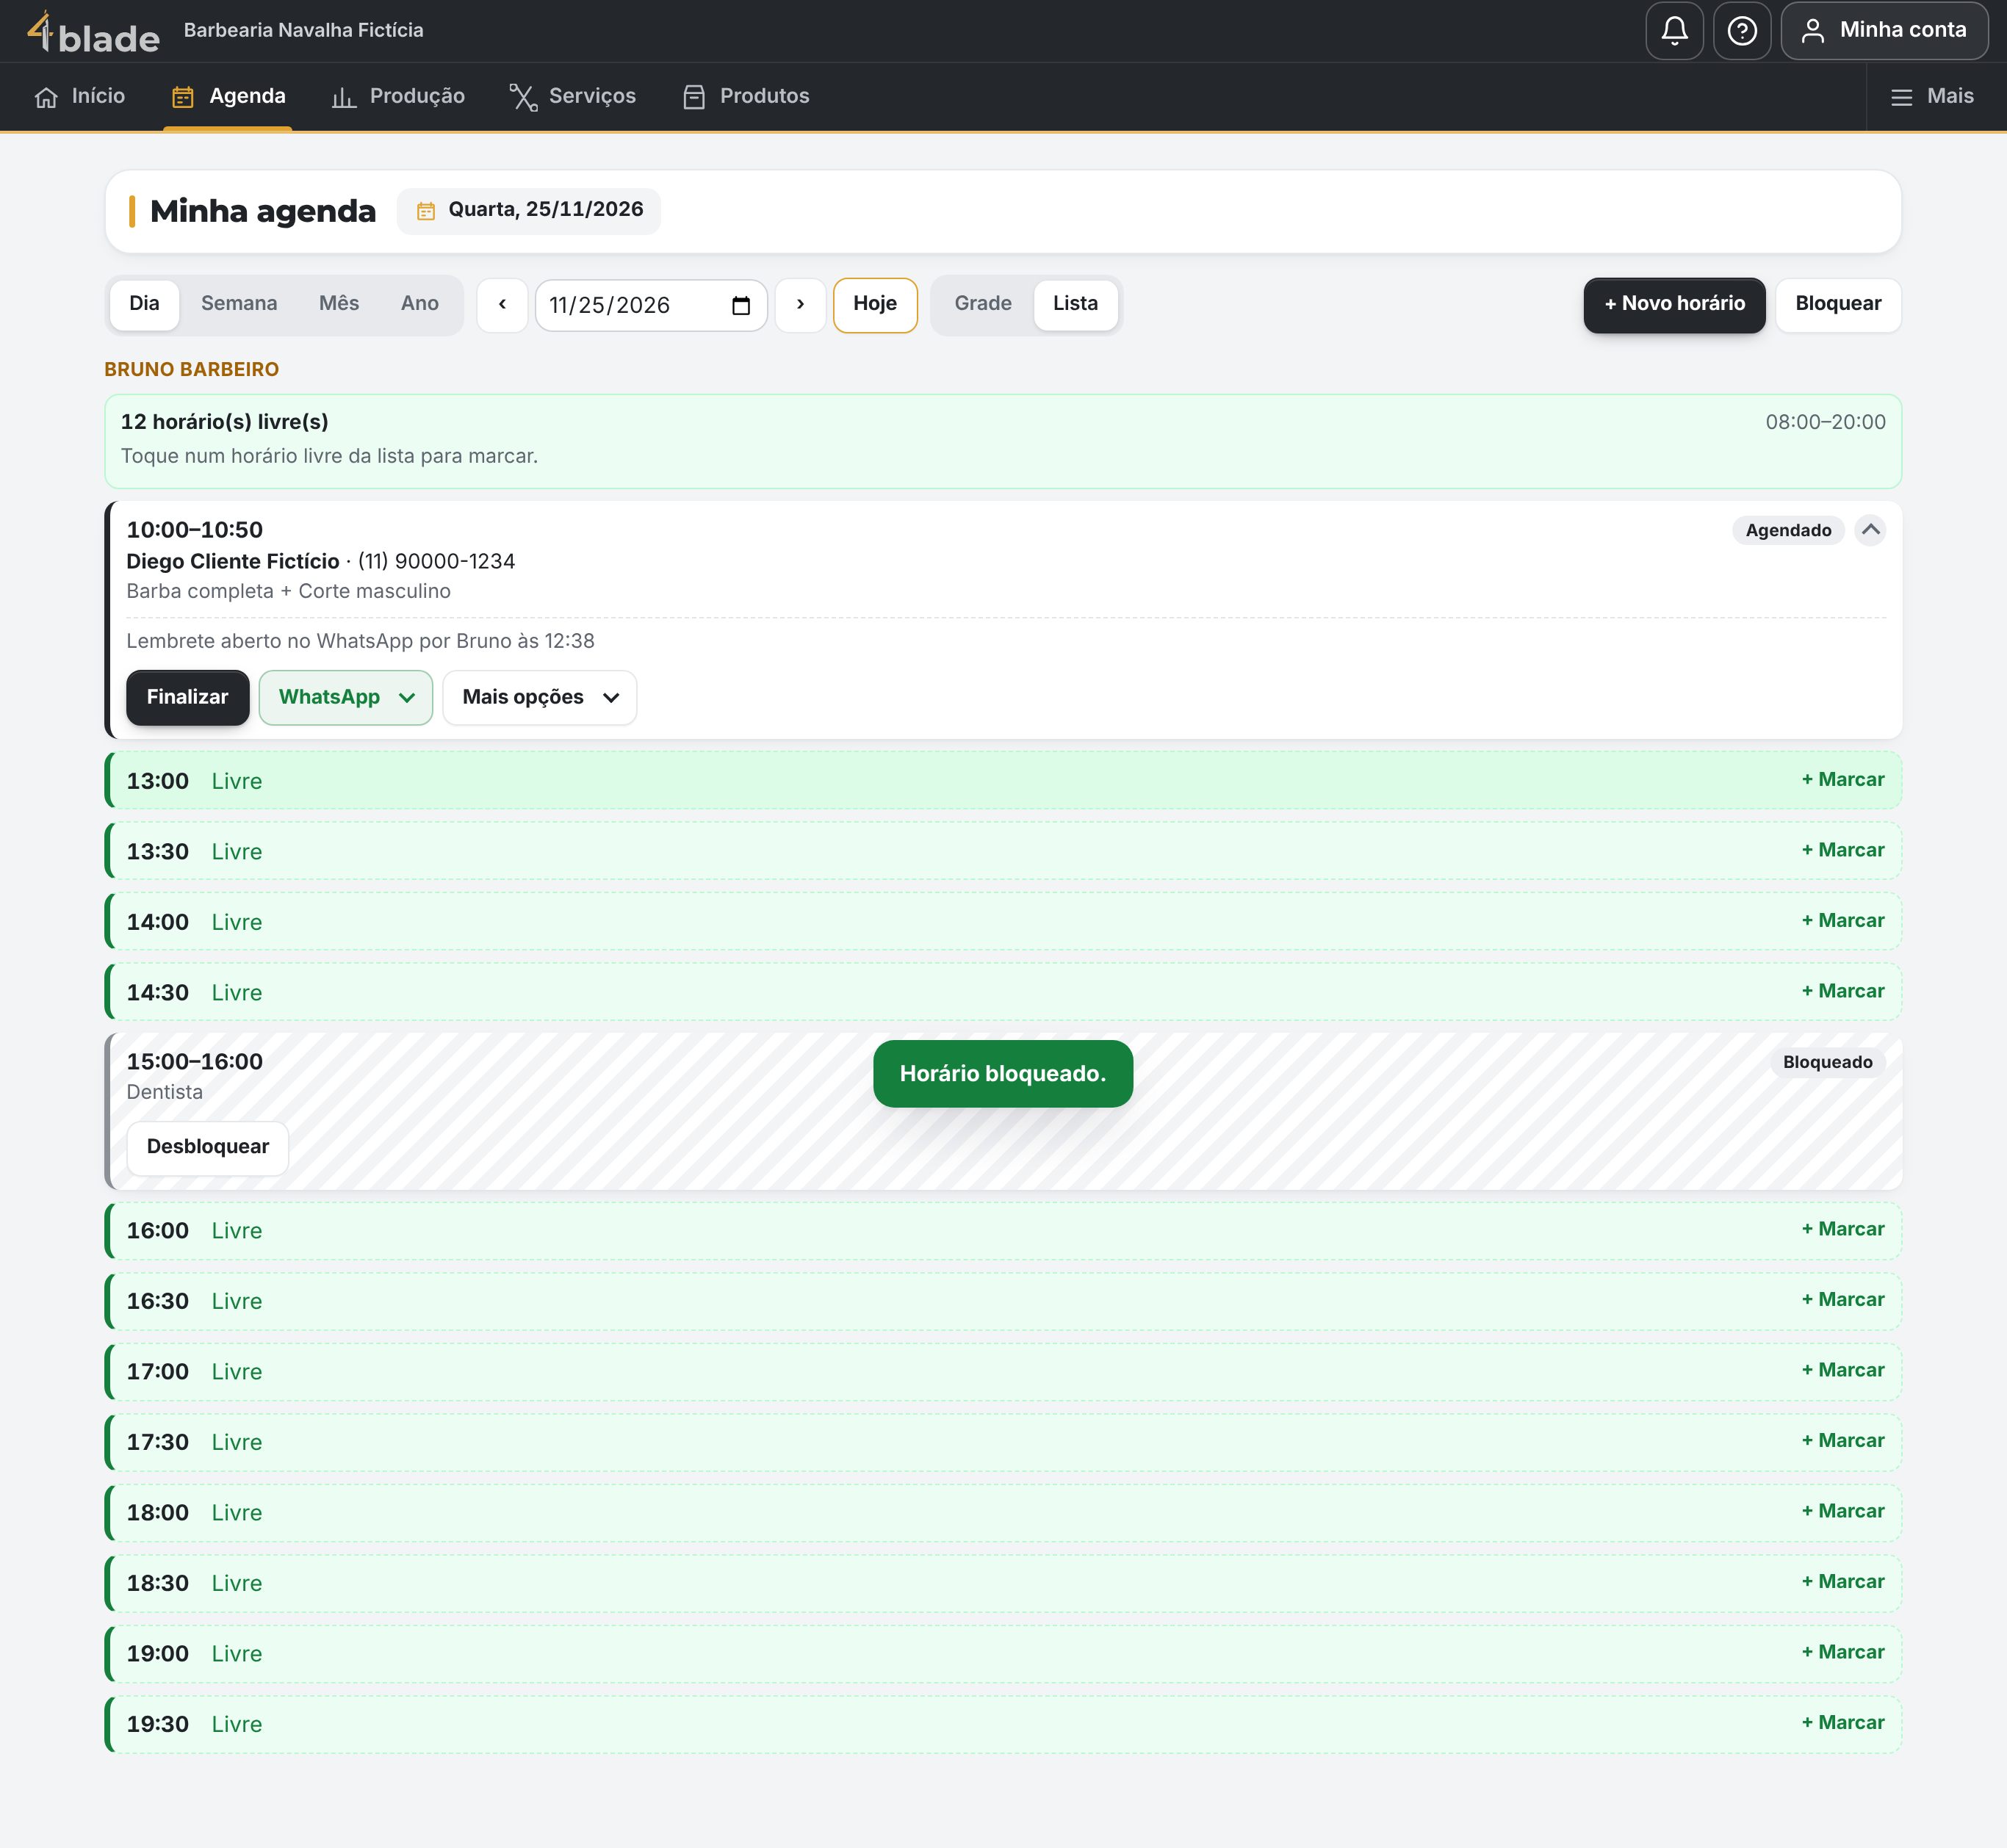 4blade Barbearia Navalha Fictícia Minha conta
Início Agenda Produção Serviços Produtos Mais
Minha agenda Quarta, 25/11/2026
Dia Semana Mês Ano ‹ 11/25/2026 › Hoje Grade Lista + Novo horário Bloquear
BRUNO BARBEIRO
12 horário(s) livre(s) 08:00–20:00
Toque num horário livre da lista para marcar.
10:00–10:50 Agendado
Diego Cliente Fictício · (11) 90000-1234
Barba completa + Corte masculino
Lembrete aberto no WhatsApp por Bruno às 12:38
Finalizar WhatsApp Mais opções
13:00 Livre + Marcar
13:30 Livre + Marcar
14:00 Livre + Marcar
14:30 Livre + Marcar
15:00–16:00 Bloqueado
Horário bloqueado.
Dentista
Desbloquear
16:00 Livre + Marcar
16:30 Livre + Marcar
17:00 Livre + Marcar
17:30 Livre + Marcar
18:00 Livre + Marcar
18:30 Livre + Marcar
19:00 Livre + Marcar
19:30 Livre + Marcar